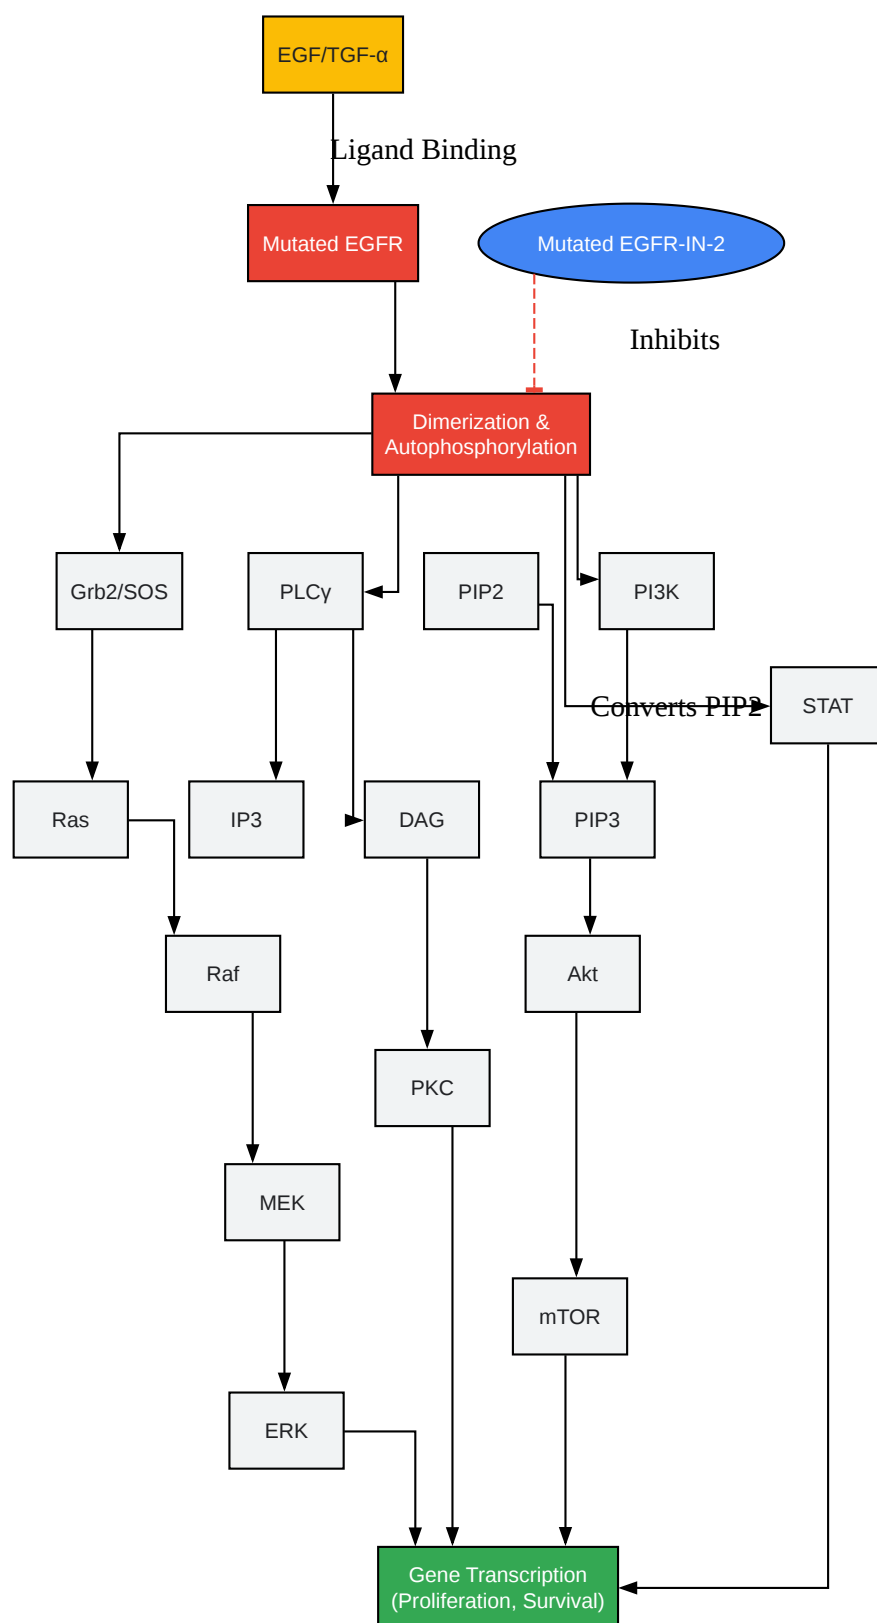 EGF/TGF-α
Ligand Binding
Mutated EGFR
Mutated EGFR-IN-2
Inhibits
Dimerization &
Autophosphorylation
Grb2/SOS
PLCγ
PIP2
PI3K
Converts PIP2
STAT
Ras
IP3
DAG
PIP3
Raf
Akt
PKC
MEK
mTOR
ERK
Gene Transcription
(Proliferation, Survival)